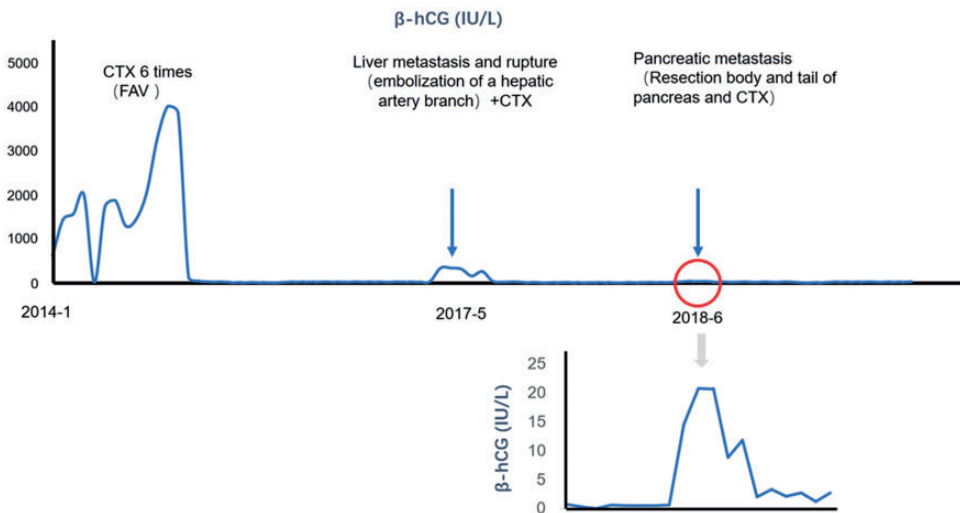 β-hCG (IU/L)
CTX 6 times
（FAV ）
Liver metastasis and rupture
（embolization of a hepatic
artery branch）+CTX
Pancreatic metastasis
（Resection body and tail of
pancreas and CTX）
5000
4000
3000
2000
1000
0
2014-1
2017-5
2018-6
β-hCG (IU/L)
25
20
15
10
5
0